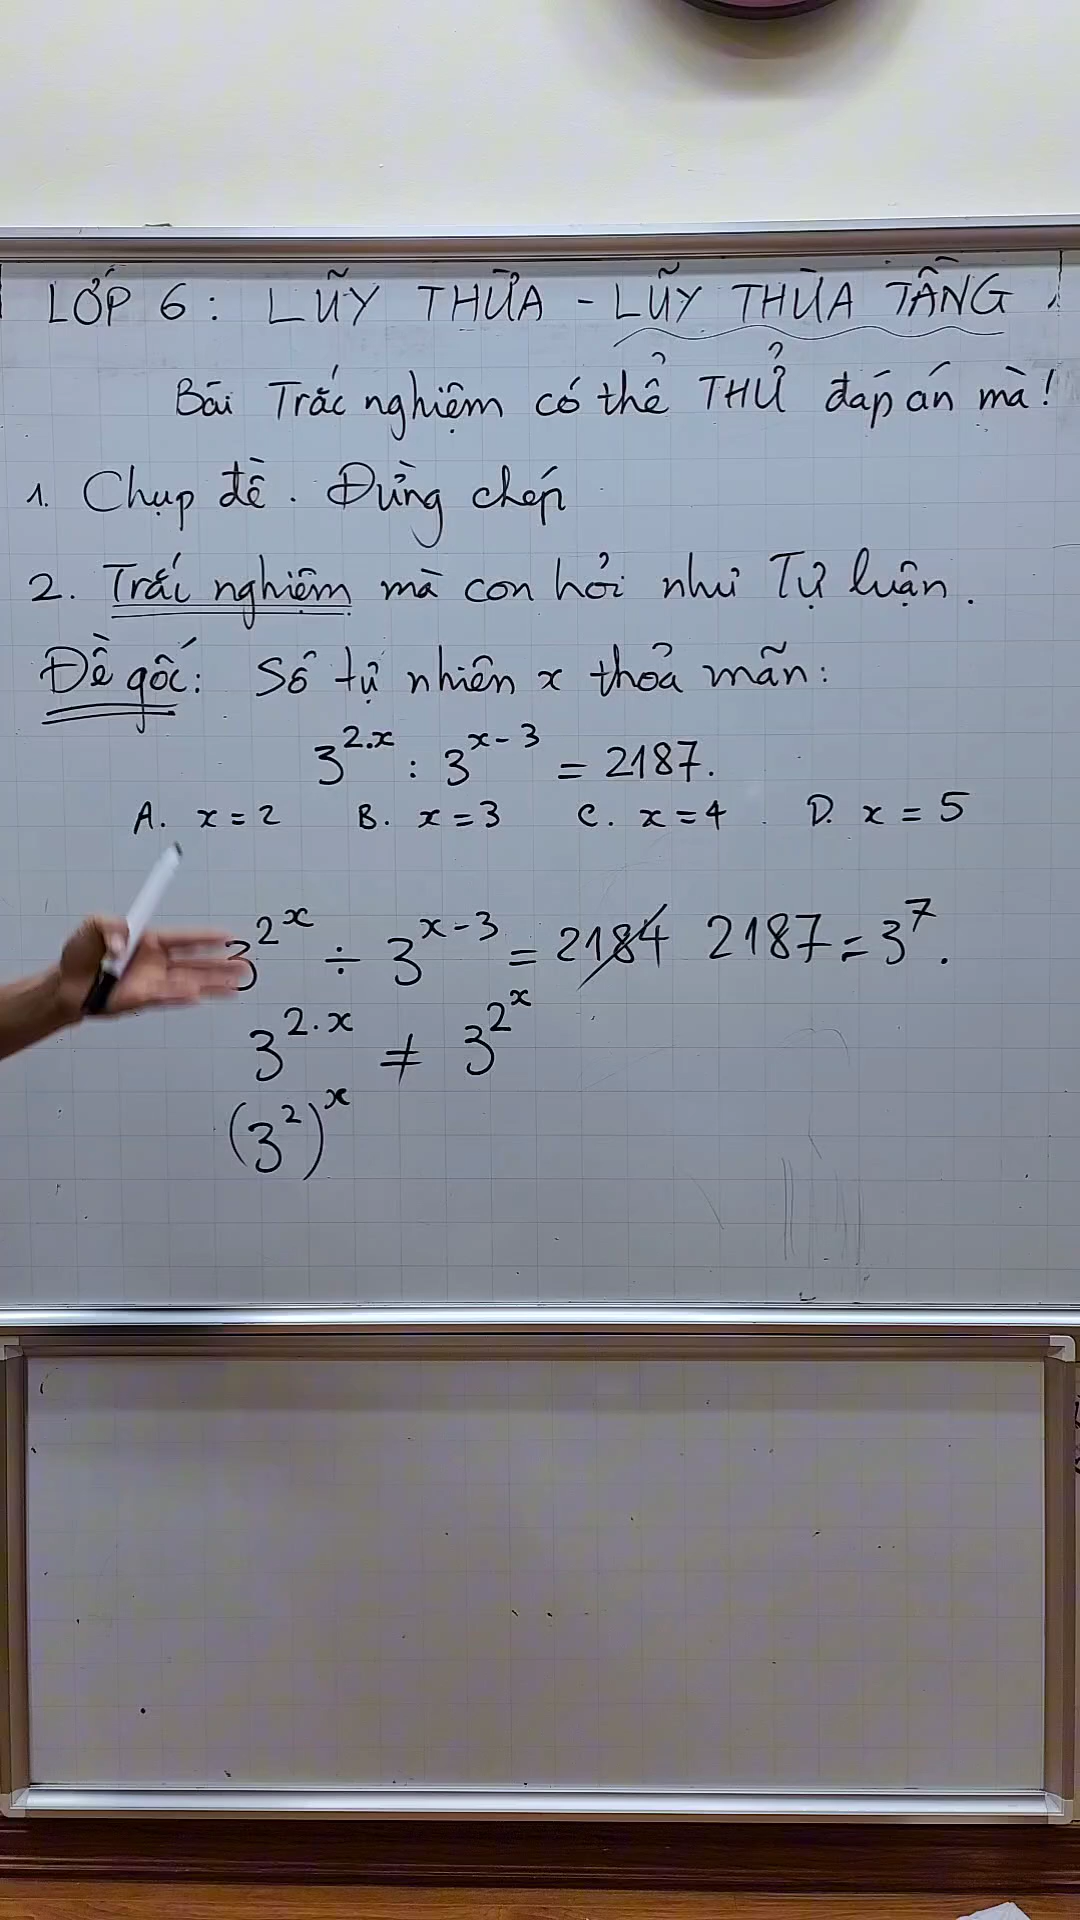 LỚP 6: LŨY THỪA - LŨY THỪA TẦNG
Bài Trắc nghiệm có thể THỬ đáp án mà!
1. Chụp đề. Đừng chép
2. Trắc nghiệm mà con hỏi như Tự luận.
Đề gốc: Số tự nhiên x thỏa mãn:
3^{2.x} : 3^{x-3} = 2187.
A. x = 2 B. x = 3 C. x = 4 D. x = 5
3^{2^x} ÷ 3^{x-3} = 2184 2187 = 3^7.
3^{2.x} ≠ 3^{2^x}
(3^2)^x